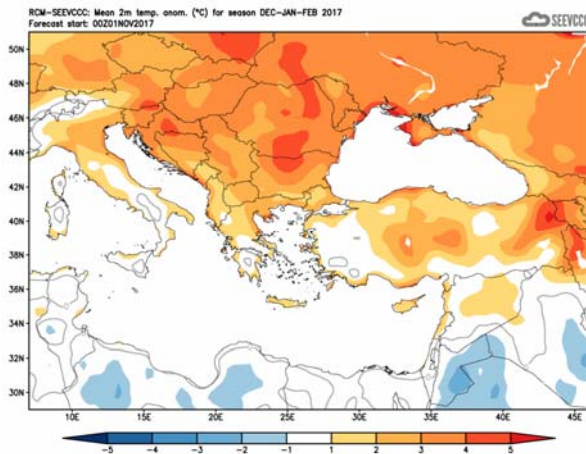 RCM-SEEVCCC: Mean 2m temp. anom. (°C) for season DEC-JAN-FEB 2017
Forecast start: 00Z01NOV2017
SEEVCCC
50N
48N
46N
44N
42N
40N
38N
36N
34N
32N
30N
10E 15E 20E 25E 30E 35E 40E 45E
-5 -4 -3 -2 -1 1 2 3 4 5